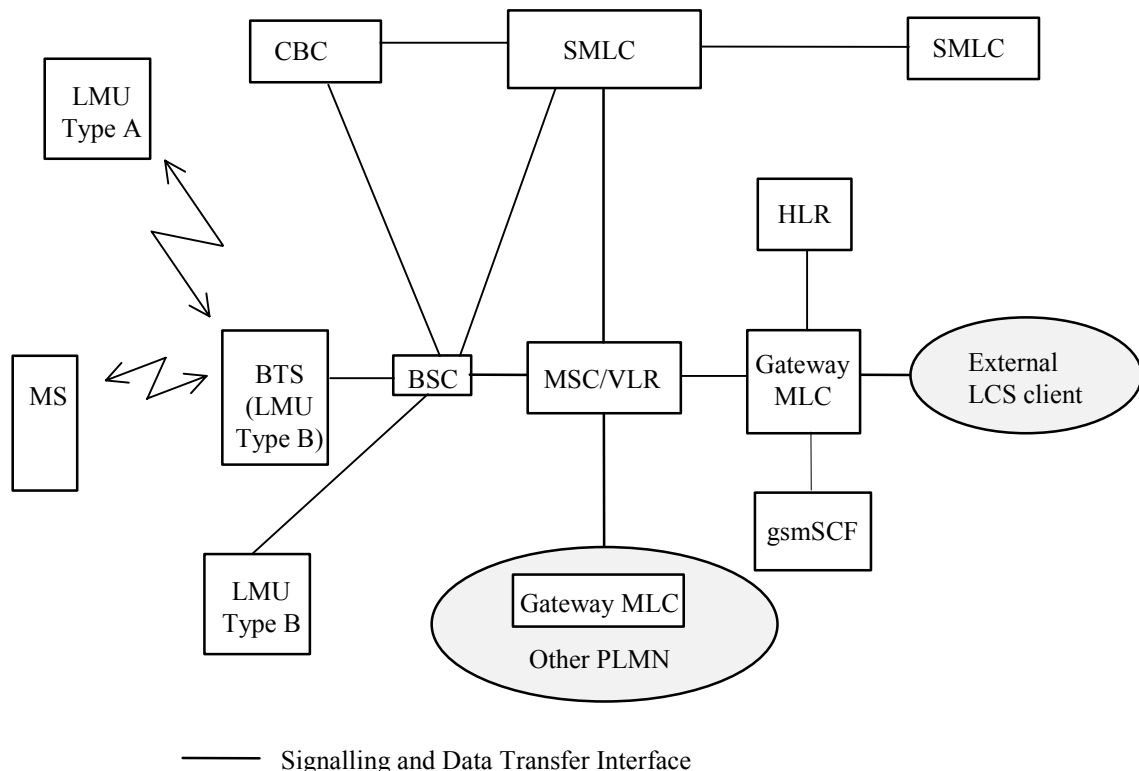 CBC
SMLC
SMLC
LMU
Type A
HLR
MS
BTS
(LMU
Type B)
BSC
MSC/VLR
Gateway
MLC
External
LCS client
gsmSCF
LMU
Type B
Gateway MLC
Other PLMN
Signalling and Data Transfer Interface